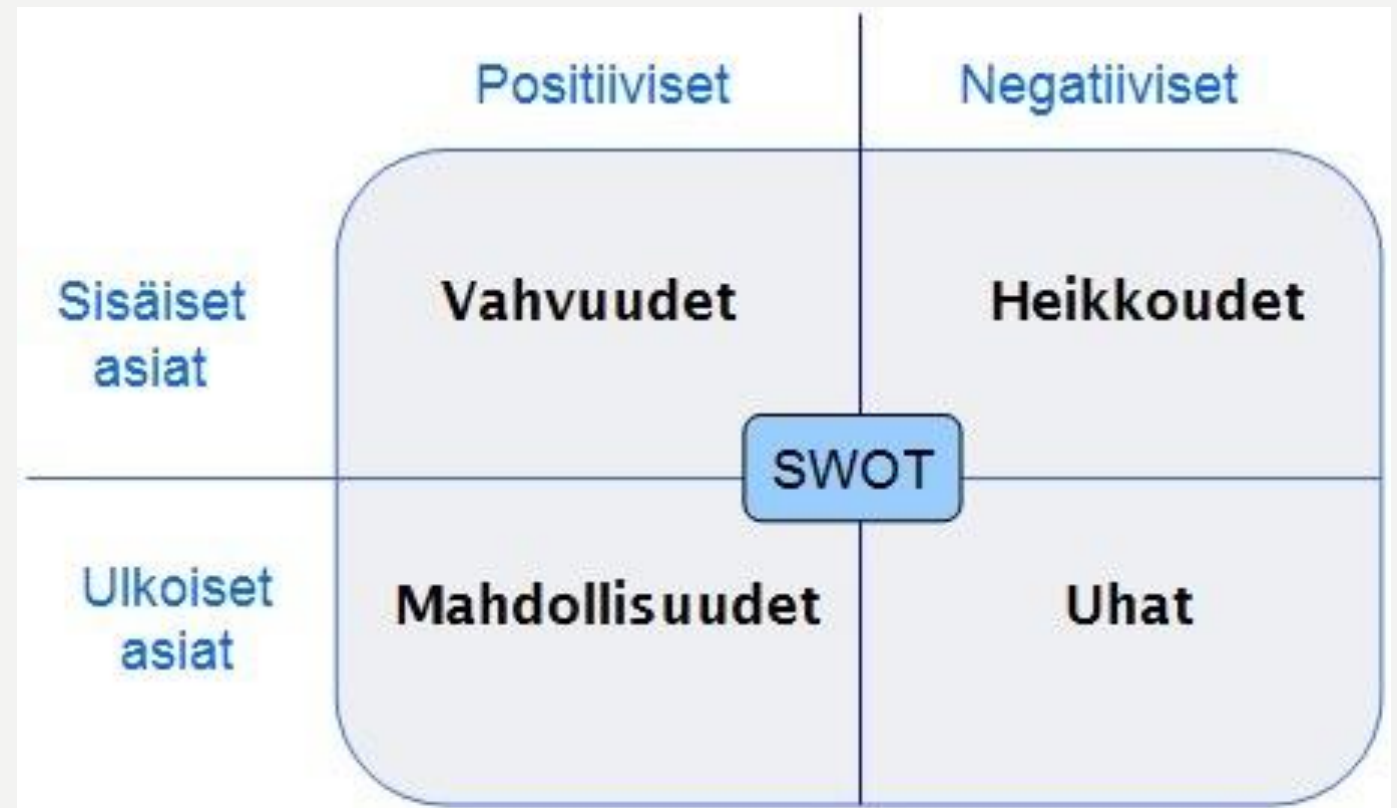 Positiiviset Negatiiviset
Sisäiset
asiat
Vahvuudet Heikkoudet
SWOT
Ulkoiset
asiat
Mahdollisuudet Uhat